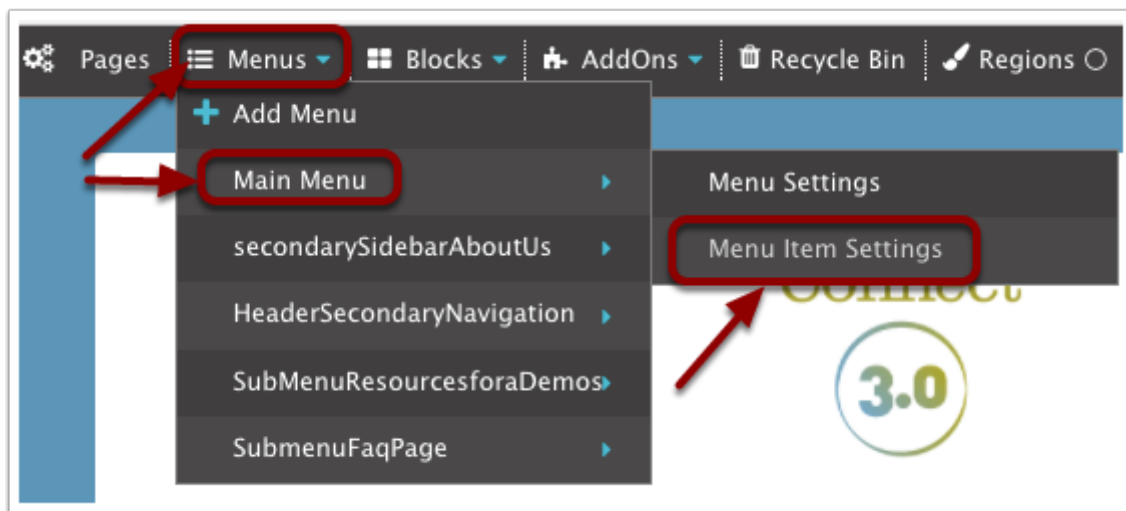 Pages Menus Blocks AddOns Recycle Bin Regions
Add Menu
Main Menu
Menu Settings
secondarySidebarAboutUs
Menu Item Settings
HeaderSecondaryNavigation
Connect
SubMenuResourcesforaDemos
3.0
SubmenuFaqPage